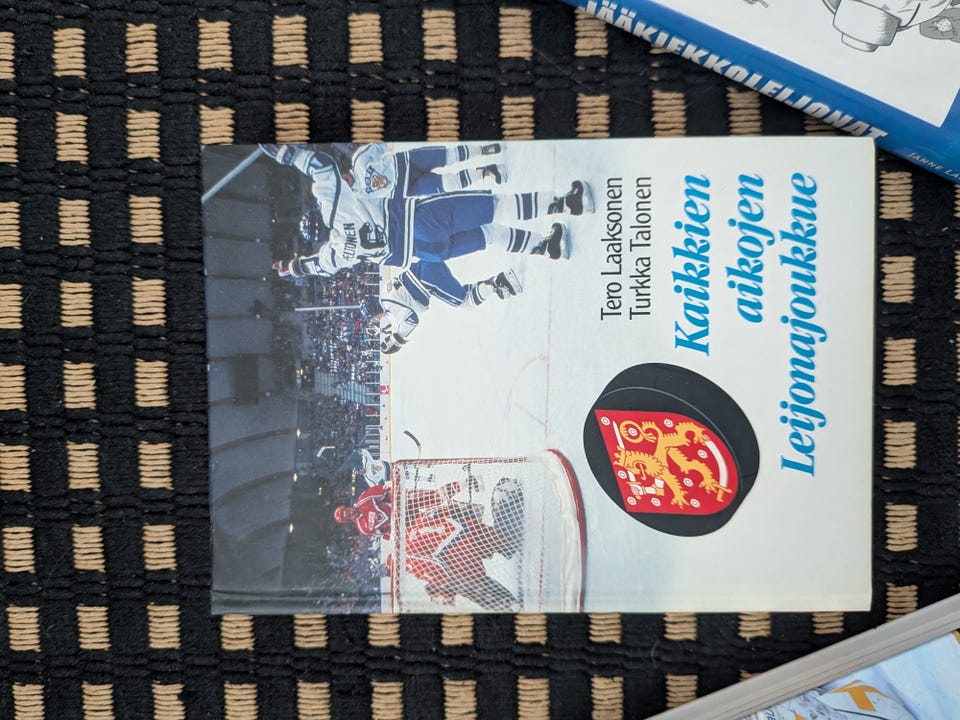 Tero Laaksonen
Turkka Talonen
Kaikkien
aikojen
Leijonajoukkue
JÄÄKIEKKOLEIJONAT